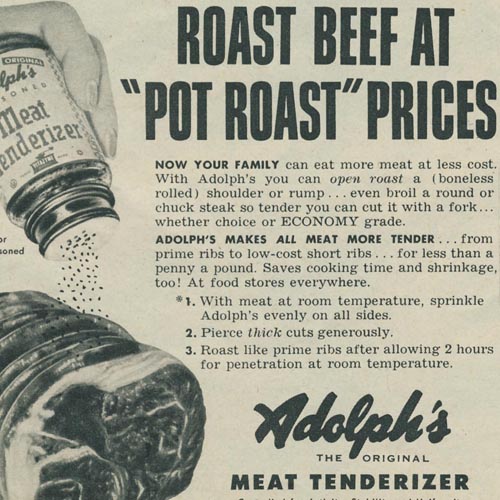 ROAST BEEF AT
"POT ROAST" PRICES
ORIGINAL
lph's
Meat
enderizer
NOW YOUR FAMILY can eat more meat at less cost.
With Adolph's you can open roast a (boneless
rolled) shoulder or rump . . . even broil a round or
chuck steak so tender you can cut it with a fork . . .
whether choice or ECONOMY grade.
or
soned
ADOLPH'S MAKES ALL MEAT MORE TENDER . . . from
prime ribs to low-cost short ribs . . . for less than a
penny a pound. Saves cooking time and shrinkage,
too! At food stores everywhere.
*1. With meat at room temperature, sprinkle
Adolph's evenly on all sides.
2. Pierce thick cuts generously.
3. Roast like prime ribs after allowing 2 hours
for penetration at room temperature.
Adolph's
THE ORIGINAL
MEAT TENDERIZER